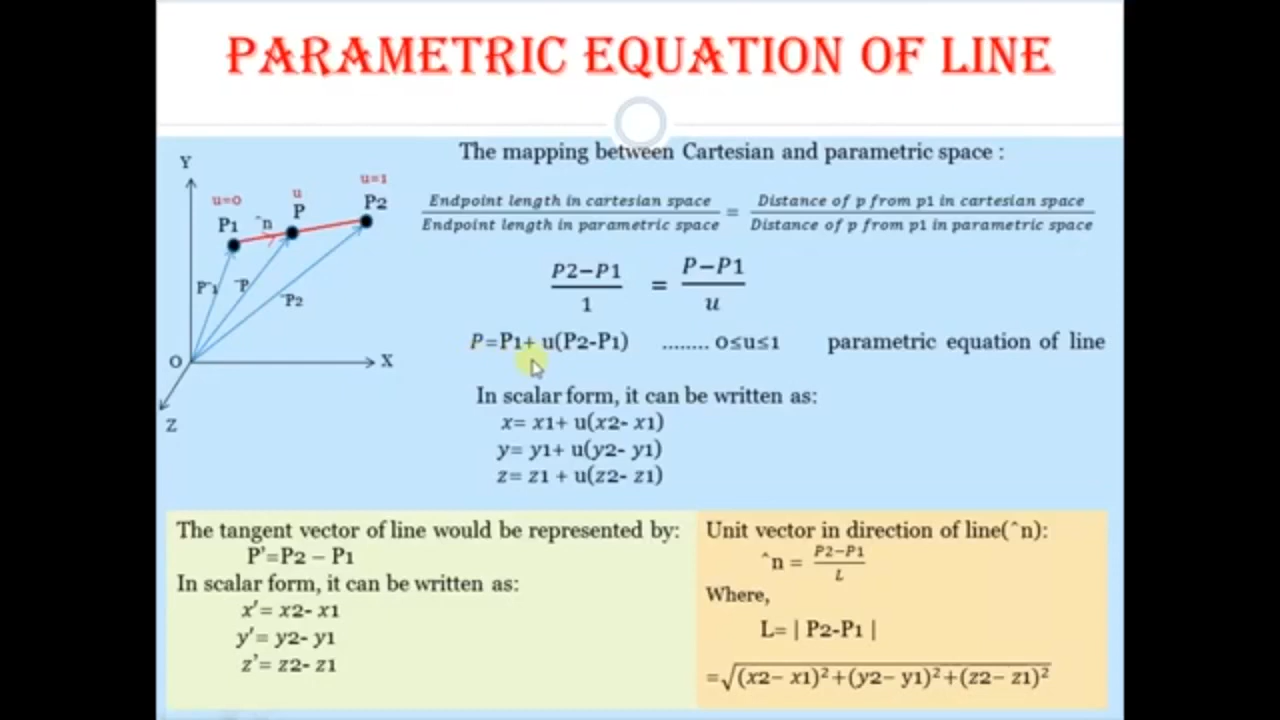 PARAMETRIC EQUATION OF LINE
The mapping between Cartesian and parametric space :
Endpoint length in cartesian space / Endpoint length in parametric space = Distance of p from p1 in cartesian space / Distance of p from p1 in parametric space
P2−P1 / 1 = P−P1 / u
P=P1+ u(P2-P1) ........ 0≤u≤1 parametric equation of line
In scalar form, it can be written as:
x= x1+ u(x2- x1)
y= y1+ u(y2- y1)
z= z1 + u(z2- z1)
Y
u=0
u
u=1
P1
^n
P
P2
P1
‾P
‾P2
O
X
Z
The tangent vector of line would be represented by:
P'=P2 – P1
In scalar form, it can be written as:
x'= x2- x1
y'= y2- y1
z'= z2- z1
Unit vector in direction of line(^n):
^n = P2−P1 / L
Where,
L= | P2-P1 |
=√(x2− x1)²+(y2− y1)²+(z2− z1)²